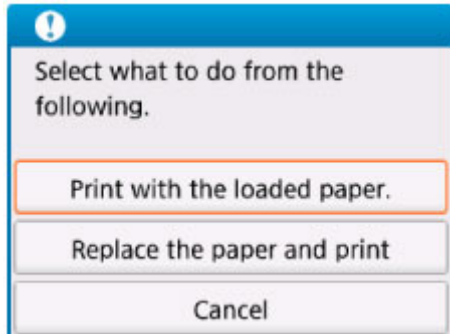 Select what to do from the
following.
Print with the loaded paper.
Replace the paper and print
Cancel